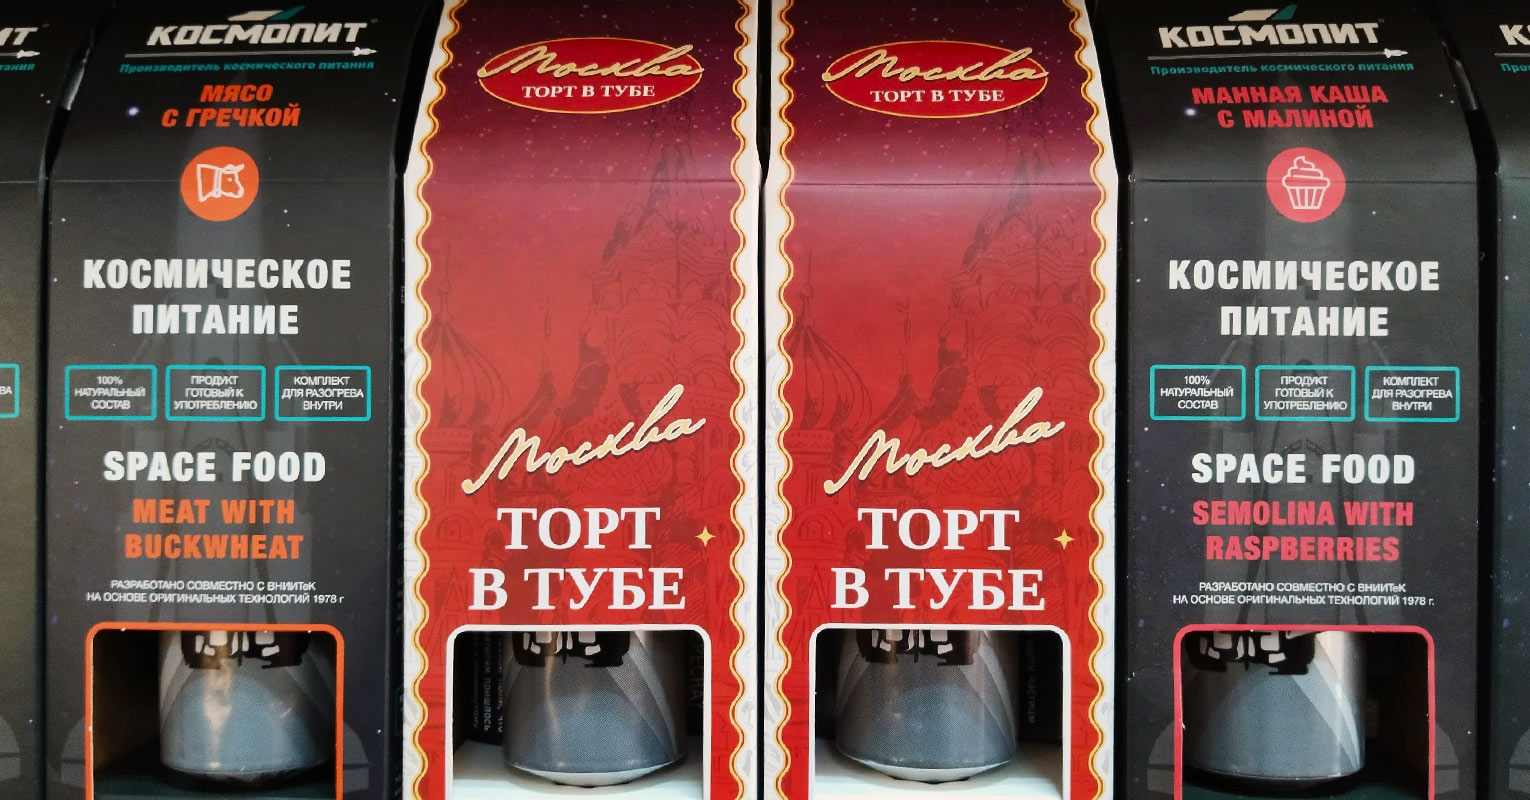 ИТ
тания
ВА
КОСМОПИТ
Производитель космического питания
МЯСО
С ГРЕЧКОЙ
КОСМИЧЕСКОЕ
ПИТАНИЕ
100%
НАТУРАЛЬНЫЙ
СОСТАВ
ПРОДУКТ
ГОТОВЫЙ К
УПОТРЕБЛЕНИЮ
КОМПЛЕКТ
ДЛЯ РАЗОГРЕВА
ВНУТРИ
SPACE FOOD
MEAT WITH
BUCKWHEAT
РАЗРАБОТАНО СОВМЕСТНО С ВНИИТеК
НА ОСНОВЕ ОРИГИНАЛЬНЫХ ТЕХНОЛОГИЙ 1978 г
Москва
ТОРТ В ТУБЕ
Москва
ТОРТ
В ТУБЕ
Москва
ТОРТ В ТУБЕ
Москва
ТОРТ
В ТУБЕ
КОСМОПИТ
Производитель космического питания
МАННАЯ КАША
С МАЛИНОЙ
КОСМИЧЕСКОЕ
ПИТАНИЕ
100%
НАТУРАЛЬНЫЙ
СОСТАВ
ПРОДУКТ
ГОТОВЫЙ К
УПОТРЕБЛЕНИЮ
КОМПЛЕКТ
ДЛЯ РАЗОГРЕВА
ВНУТРИ
SPACE FOOD
SEMOLINA WITH
RASPBERRIES
РАЗРАБОТАНО СОВМЕСТНО С ВНИИТеК
НА ОСНОВЕ ОРИГИНАЛЬНЫХ ТЕХНОЛОГИЙ 1978 г.